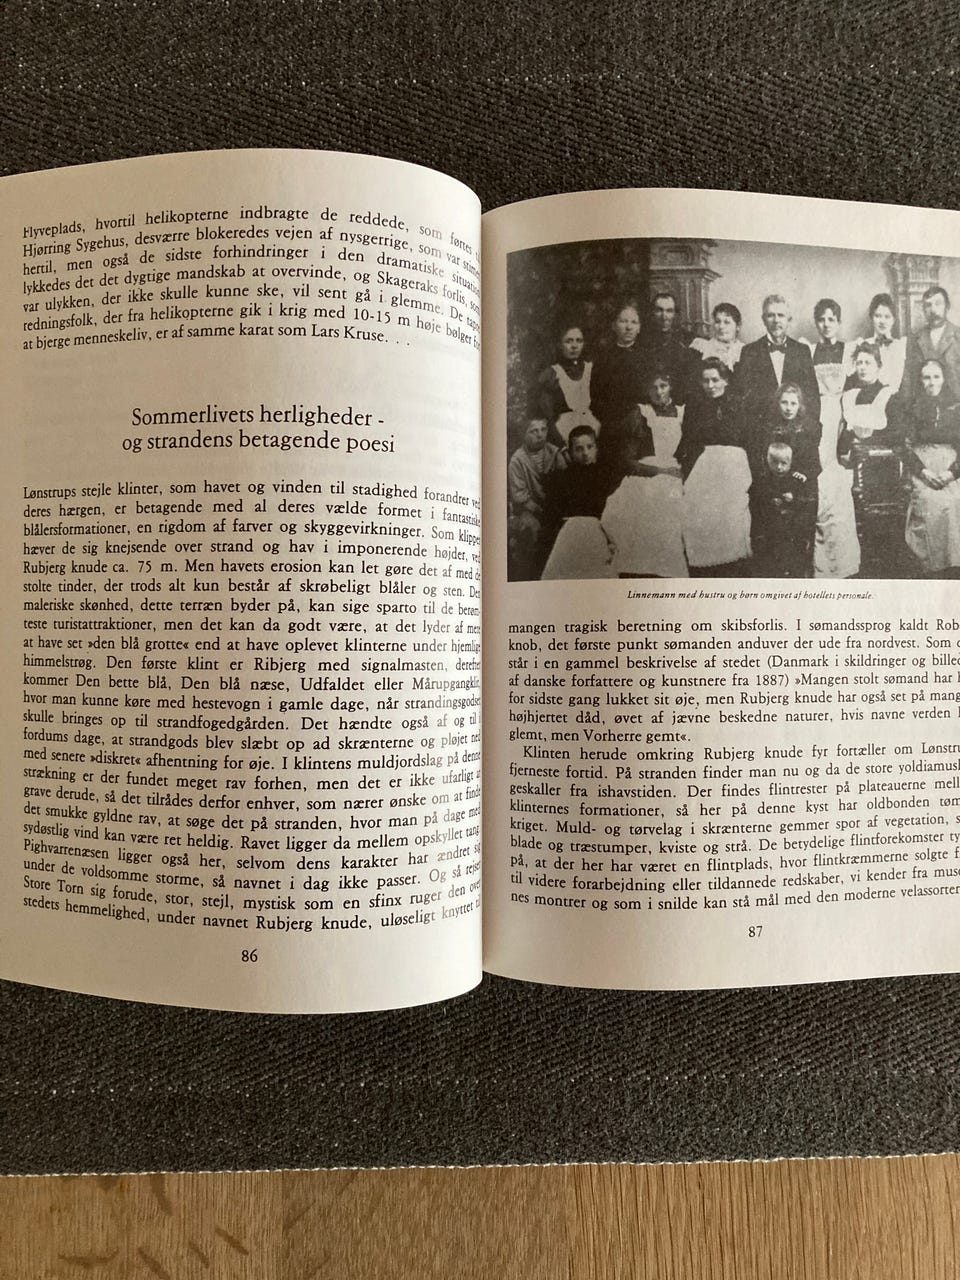 Flyveplads, hvortil helikopterne indbragte de reddede, som førtes
Hjørring Sygehus, desværre blokeredes vejen af nysgerrige, som var
hertil, men også de sidste forhindringer i den dramatiske
lykkedes det det dygtige mandskab at overvinde, og Skageraks forlis, som
var ulykken, der ikke skulle kunne ske, vil sent gå i glemme. De
redningsfolk, der fra helikopterne gik i krig med 10-15 m høje bølger for
at bjerge menneskeliv, er af samme karat som Lars Kruse. . .
Sommerlivets herligheder -
og strandens betagende poesi
Lønstrups stejle klinter, som havet og vinden til stadighed forandrer ved
deres hærgen, er betagende med al deres vælde formet i
blålersformationer, en rigdom af farver og skyggevirkninger. Som
hæver de sig knejsende over strand og hav i imponerende højder, ved
Rubjerg knude ca. 75 m. Men havets erosion kan let gøre det af med de
stolte tinder, der trods alt kun består af skrøbeligt blåler og sten. Den
maleriske skønhed, dette terræn byder på, kan sige sparto til de berøm-
teste turistattraktioner, men det kan da godt være, at det lyder af mere
at have set »den blå grotte« end at have oplevet klinterne under hjemlige
himmelstrøg. Den første klint er Ribjerg med signalmasten, derefter
kommer Den bette blå, Den blå næse, Udfaldet eller Mårupgangklit,
hvor man kunne køre med hestevogn i gamle dage, når strandingsgodset
skulle bringes op til strandfogedgården. Det hændte også af og til i
fordums dage, at strandgods blev slæbt op ad skrænterne og pløjet ned
med senere »diskret« afhentning for øje. I klintens muldjordslag på denne
strækning er der fundet meget rav forhen, men det er ikke ufarligt at
grave derude, så det tilrådes derfor enhver, som nærer ønske om at finde
det smukke gyldne rav, at søge det på stranden, hvor man på dage med
sydøstlig vind kan være ret heldig. Ravet ligger da mellem opskyllet tang.
Pighvarrenæsen ligger også her, selvom dens karakter har ændret sig
under de voldsomme storme, så navnet i dag ikke passer. Og så rejser
Store Torn sig forude, stor, stejl, mystisk som en sfinx ruger den over
stedets hemmelighed, under navnet Rubjerg knude, uløseligt knyttet til
86
Linnemann med hustru og børn omgivet af hotellets personale.
mangen tragisk beretning om skibsforlis. I sømandssprog kaldt Rob
knob, det første punkt sømanden anduver der ude fra nordvest. Som
står i en gammel beskrivelse af stedet (Danmark i skildringer og billed
af danske forfattere og kunstnere fra 1887) »Mangen stolt sømand har
for sidste gang lukket sit øje, men Rubjerg knude har også set på mang
højhjertet dåd, øvet af jævne beskedne naturer, hvis navne verden
glemt, men Vorherre gemt«.
Klinten herude omkring Rubjerg knude fyr fortæller om Lønstru
fjerneste fortid. På stranden finder man nu og da de store yoldiamus
geskaller fra ishavstiden. Der findes flintrester på plateauerne mell
klinternes formationer, så her på denne kyst har oldbonden tøm
kriget. Muld- og tørvelag i skrænterne gemmer spor af vegetation, s
blade og træstumper, kviste og strå. De betydelige flintforekomster ty
på, at der her har været en flintplads, hvor flintkræmmerne solgte f
til videre forarbejdning eller tildannede redskaber, vi kender fra muse
nes montrer og som i snilde kan stå mål med den moderne velassorter
87